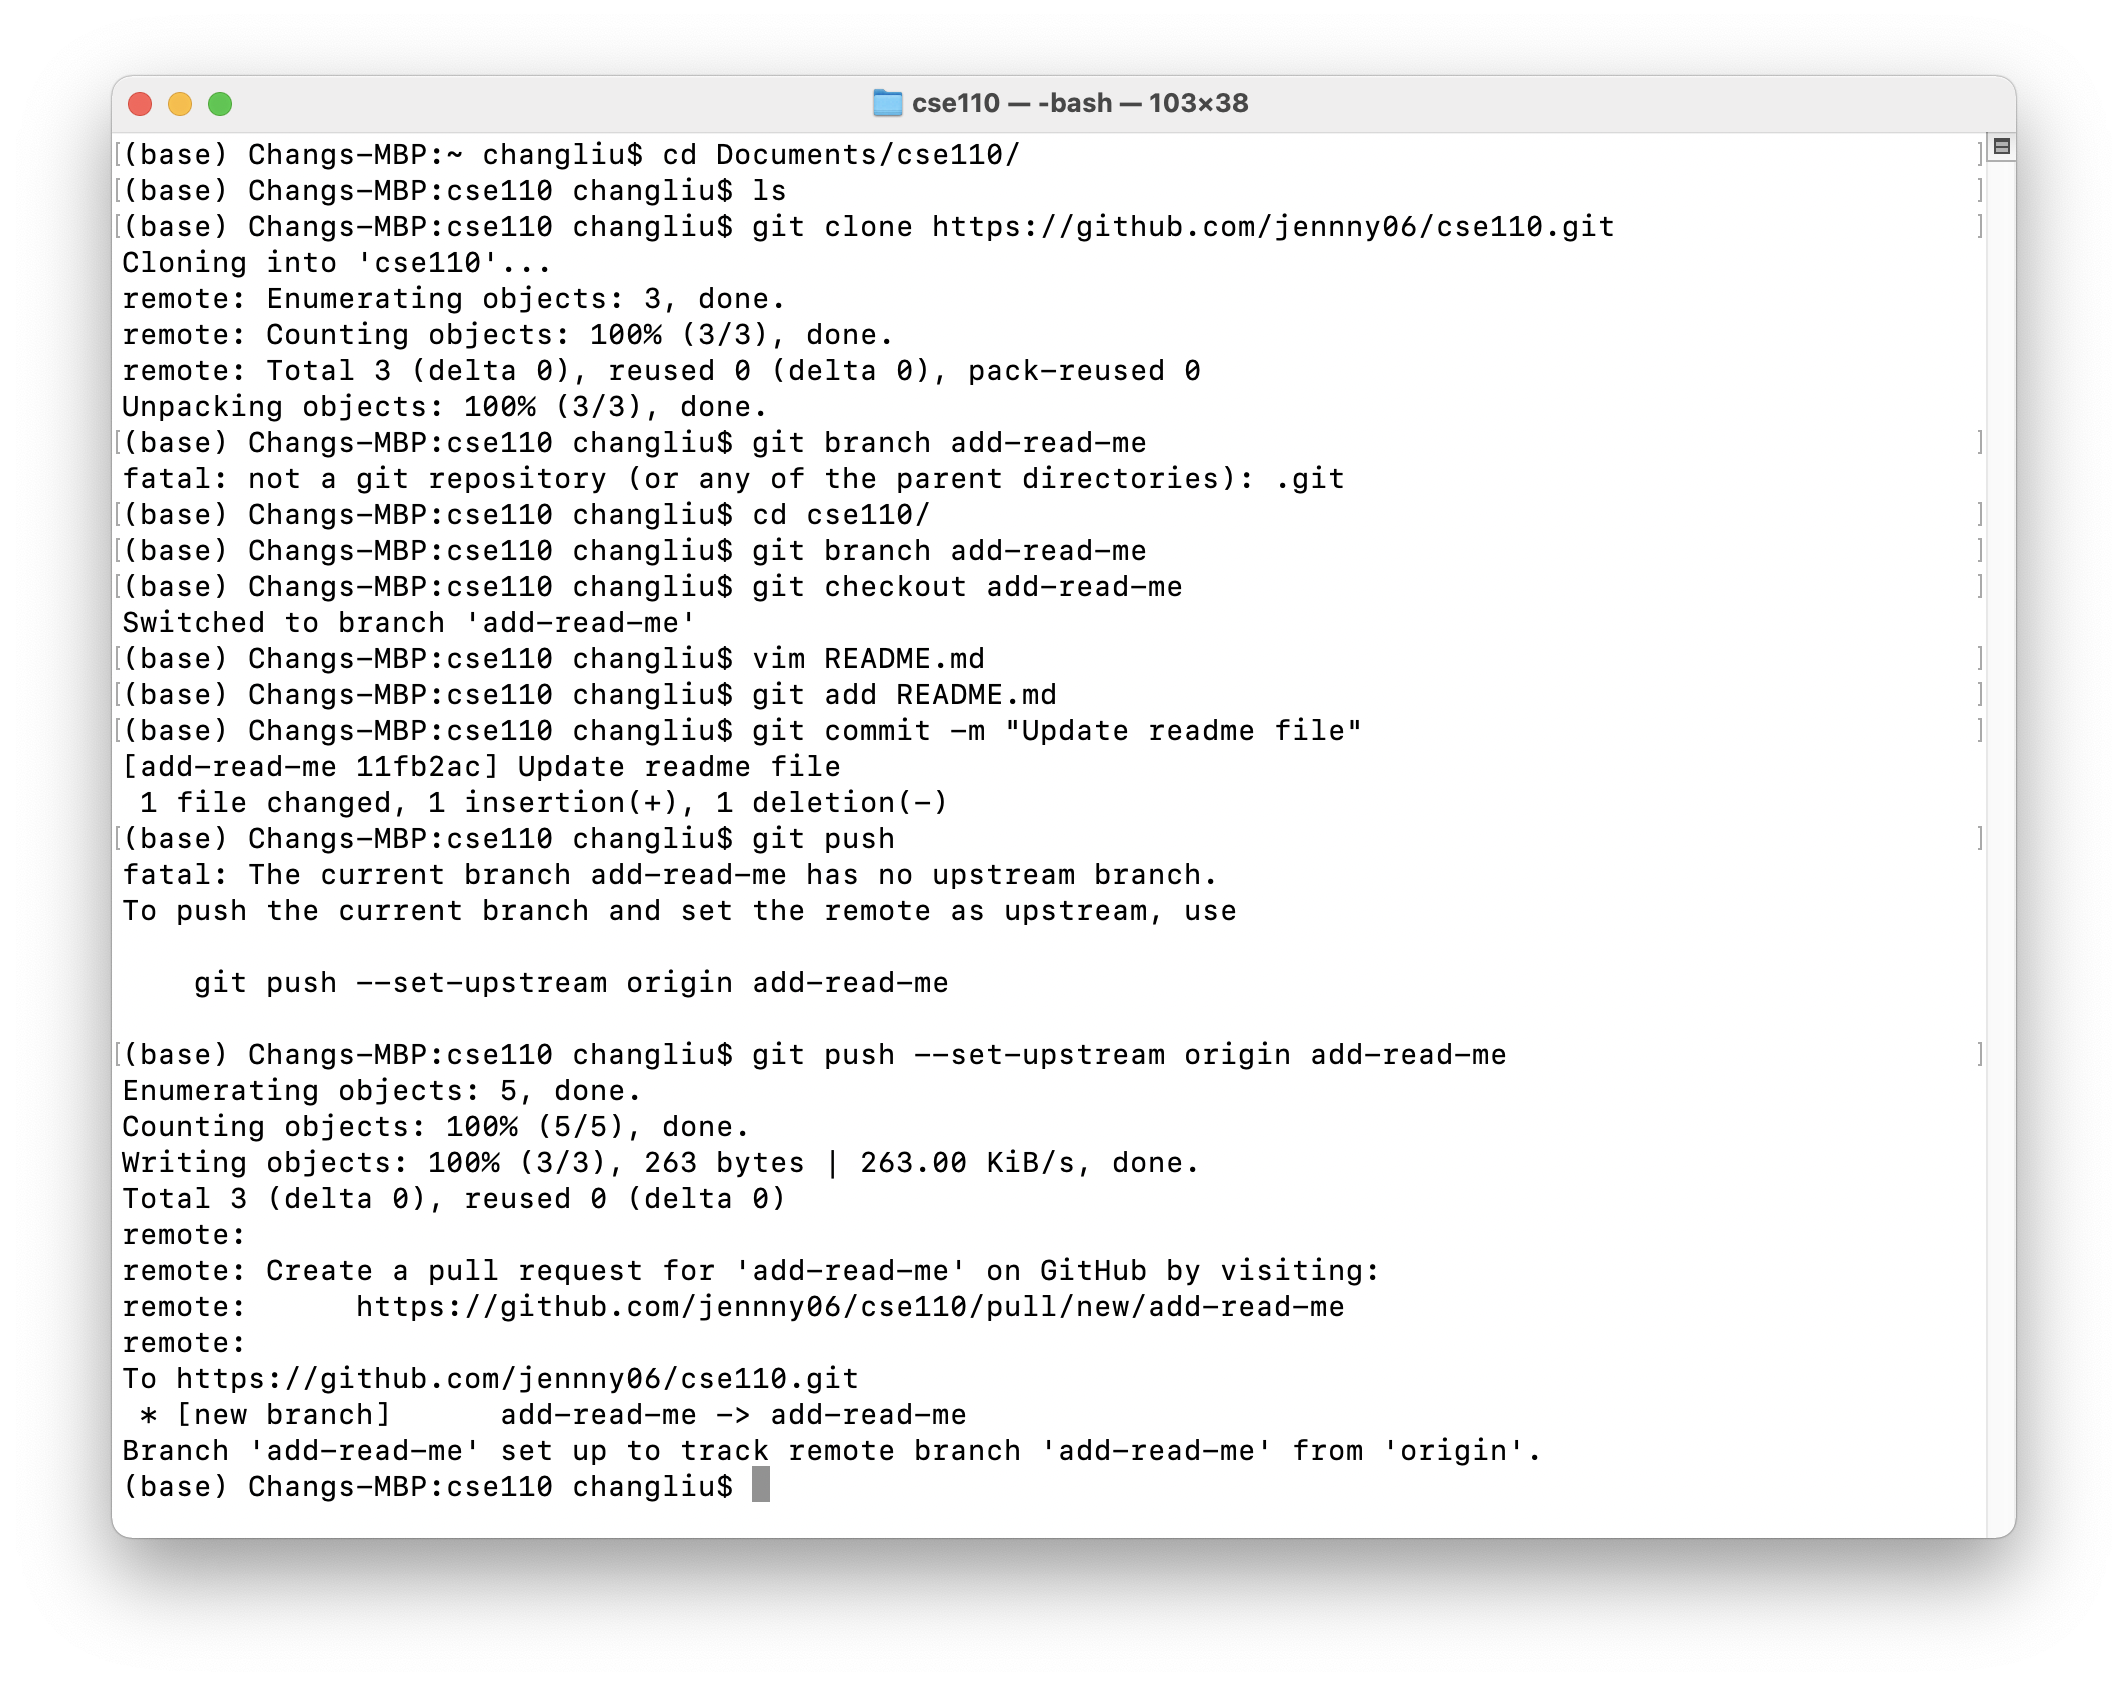 cse110 — -bash — 103×38
(base) Changs-MBP:~ changliu$ cd Documents/cse110/
(base) Changs-MBP:cse110 changliu$ ls
(base) Changs-MBP:cse110 changliu$ git clone https://github.com/jennny06/cse110.git
Cloning into 'cse110'...
remote: Enumerating objects: 3, done.
remote: Counting objects: 100% (3/3), done.
remote: Total 3 (delta 0), reused 0 (delta 0), pack-reused 0
Unpacking objects: 100% (3/3), done.
(base) Changs-MBP:cse110 changliu$ git branch add-read-me
fatal: not a git repository (or any of the parent directories): .git
(base) Changs-MBP:cse110 changliu$ cd cse110/
(base) Changs-MBP:cse110 changliu$ git branch add-read-me
(base) Changs-MBP:cse110 changliu$ git checkout add-read-me
Switched to branch 'add-read-me'
(base) Changs-MBP:cse110 changliu$ vim README.md
(base) Changs-MBP:cse110 changliu$ git add README.md
(base) Changs-MBP:cse110 changliu$ git commit -m "Update readme file"
[add-read-me 11fb2ac] Update readme file
 1 file changed, 1 insertion(+), 1 deletion(-)
(base) Changs-MBP:cse110 changliu$ git push
fatal: The current branch add-read-me has no upstream branch.
To push the current branch and set the remote as upstream, use
    git push --set-upstream origin add-read-me
(base) Changs-MBP:cse110 changliu$ git push --set-upstream origin add-read-me
Enumerating objects: 5, done.
Counting objects: 100% (5/5), done.
Writing objects: 100% (3/3), 263 bytes | 263.00 KiB/s, done.
Total 3 (delta 0), reused 0 (delta 0)
remote:
remote: Create a pull request for 'add-read-me' on GitHub by visiting:
remote:      https://github.com/jennny06/cse110/pull/new/add-read-me
remote:
To https://github.com/jennny06/cse110.git
 * [new branch]      add-read-me -> add-read-me
Branch 'add-read-me' set up to track remote branch 'add-read-me' from 'origin'.
(base) Changs-MBP:cse110 changliu$